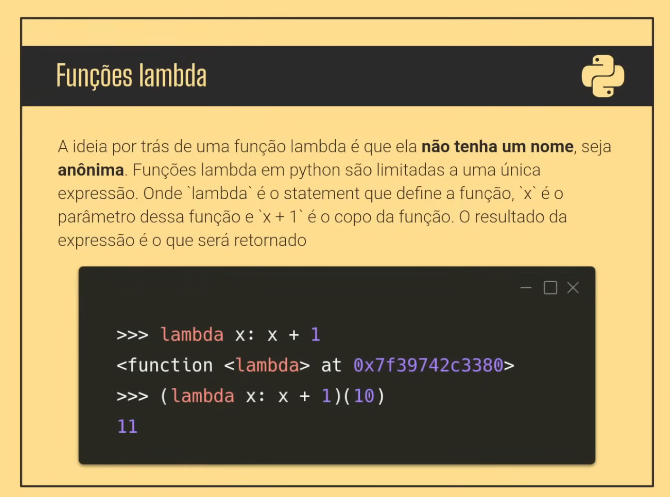 Funções lambda
A ideia por trás de uma função lambda é que ela não tenha um nome, seja
anônima. Funções lambda em python são limitadas a uma única
expressão. Onde `lambda` é o statement que define a função, `x` é o
parâmetro dessa função e `x + 1` é o copo da função. O resultado da
expressão é o que será retornado
>>> lambda x: x + 1
<function <lambda> at 0x7f39742c3380>
>>> (lambda x: x + 1)(10)
11